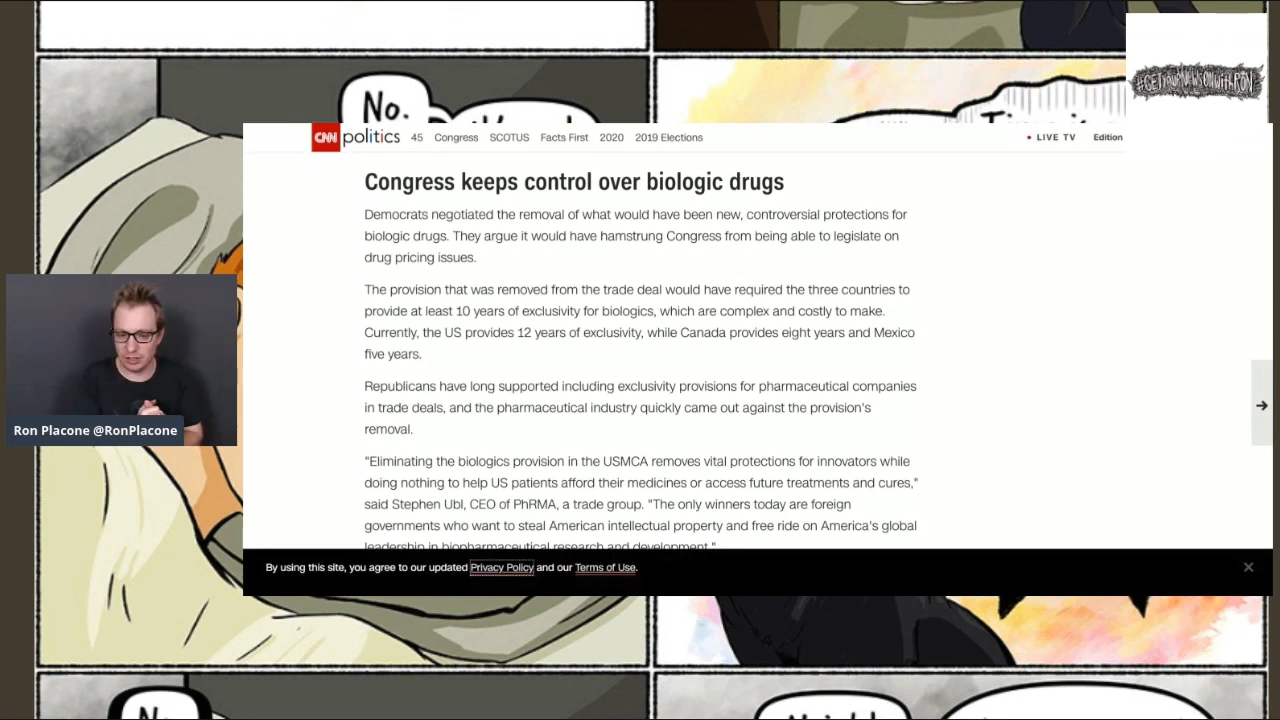 No.
#GETYOURNEWSONWITHRON
CNN politics 45 Congress SCOTUS Facts First 2020 2019 Elections • LIVE TV Edition
Congress keeps control over biologic drugs
Democrats negotiated the removal of what would have been new, controversial protections for
biologic drugs. They argue it would have hamstrung Congress from being able to legislate on
drug pricing issues.
The provision that was removed from the trade deal would have required the three countries to
provide at least 10 years of exclusivity for biologics, which are complex and costly to make.
Currently, the US provides 12 years of exclusivity, while Canada provides eight years and Mexico
five years.
Republicans have long supported including exclusivity provisions for pharmaceutical companies
in trade deals, and the pharmaceutical industry quickly came out against the provision's
removal.
"Eliminating the biologics provision in the USMCA removes vital protections for innovators while
doing nothing to help US patients afford their medicines or access future treatments and cures,"
said Stephen Ubl, CEO of PhRMA, a trade group. "The only winners today are foreign
governments who want to steal American intellectual property and free ride on America's global
leadership in biopharmaceutical research and development."
Ron Placone @RonPlacone
By using this site, you agree to our updated Privacy Policy and our Terms of Use.